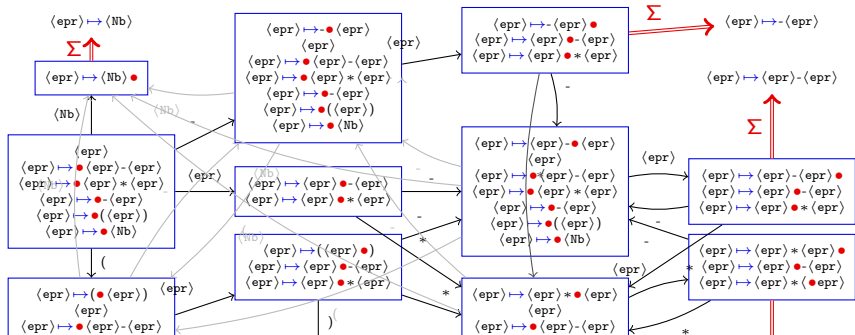 ⟨epr⟩↦⟨Nb⟩
Σ
⟨epr⟩↦⟨Nb⟩●
⟨Nb⟩
⟨epr⟩
⟨epr⟩↦●⟨epr⟩-⟨epr⟩
⟨epr⟩↦●⟨epr⟩*⟨epr⟩
⟨epr⟩↦●-⟨epr⟩
⟨epr⟩↦●(⟨epr⟩)
⟨epr⟩↦●⟨Nb⟩
(
⟨epr⟩↦(●⟨epr⟩)
⟨epr⟩
⟨epr⟩↦●⟨epr⟩-⟨epr⟩
⟨epr⟩↦-●⟨epr⟩
⟨epr⟩
⟨epr⟩↦●⟨epr⟩-⟨epr⟩
⟨epr⟩↦●⟨epr⟩*⟨epr⟩
⟨epr⟩↦●-⟨epr⟩
⟨epr⟩↦●(⟨epr⟩)
⟨epr⟩↦●⟨Nb⟩
⟨Nb⟩
-
⟨epr⟩
⟨Nb⟩
⟨epr⟩↦⟨epr⟩●-⟨epr⟩
⟨epr⟩↦⟨epr⟩●*⟨epr⟩
⟨Nb⟩
⟨epr⟩↦(⟨epr⟩●)
⟨epr⟩↦⟨epr⟩●-⟨epr⟩
⟨epr⟩↦⟨epr⟩●*⟨epr⟩
⟨epr⟩
)
(
⟨epr⟩
⟨epr⟩↦-⟨epr⟩●
⟨epr⟩↦⟨epr⟩●-⟨epr⟩
⟨epr⟩↦⟨epr⟩●*⟨epr⟩
Σ
⟨epr⟩↦-⟨epr⟩
-
⟨epr⟩↦⟨epr⟩-●⟨epr⟩
⟨epr⟩
⟨epr⟩↦●⟨epr⟩-⟨epr⟩
⟨epr⟩↦●⟨epr⟩*⟨epr⟩
⟨epr⟩↦●-⟨epr⟩
⟨epr⟩↦●(⟨epr⟩)
⟨epr⟩↦●⟨Nb⟩
*
-
-
-
*
*
⟨epr⟩↦⟨epr⟩*●⟨epr⟩
⟨epr⟩
⟨epr⟩↦●⟨epr⟩-⟨epr⟩
⟨epr⟩↦⟨epr⟩-⟨epr⟩
Σ
⟨epr⟩
⟨epr⟩↦⟨epr⟩-⟨epr⟩●
⟨epr⟩↦⟨epr⟩●-⟨epr⟩
⟨epr⟩↦⟨epr⟩●*⟨epr⟩
-
-
⟨epr⟩
*
⟨epr⟩↦⟨epr⟩*⟨epr⟩●
⟨epr⟩↦⟨epr⟩●-⟨epr⟩
⟨epr⟩↦⟨epr⟩*⟨●epr⟩
*